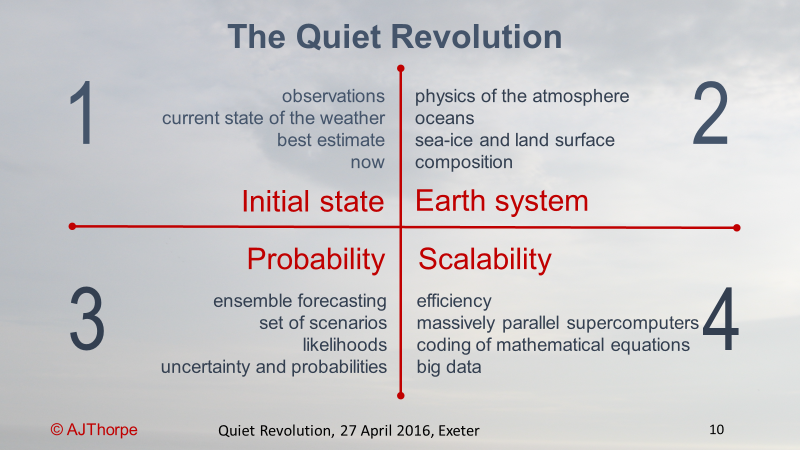 The Quiet Revolution
1
observations
current state of the weather
best estimate
now
Initial state
2
physics of the atmosphere
oceans
sea-ice and land surface
composition
Earth system
3
Probability
ensemble forecasting
set of scenarios
likelihoods
uncertainty and probabilities
4
Scalability
efficiency
massively parallel supercomputers
coding of mathematical equations
big data
© AJThorpe
Quiet Revolution, 27 April 2016, Exeter
10